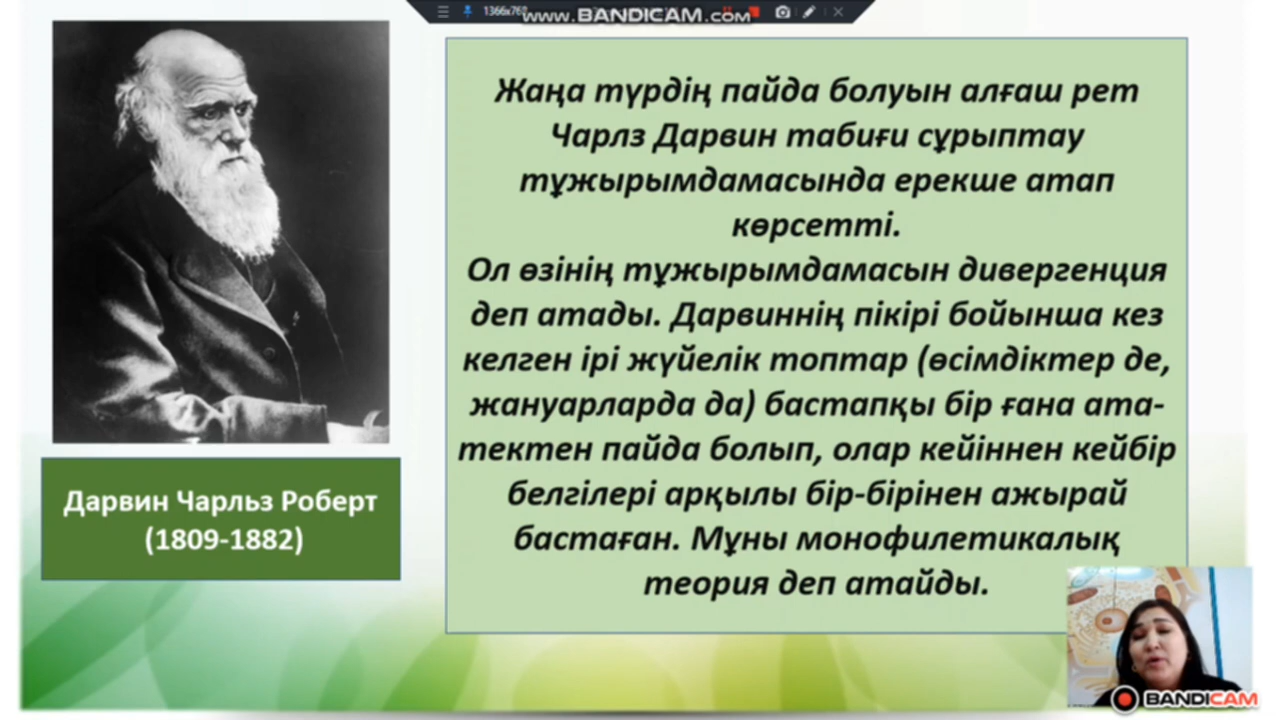 1366x768
www.BANDICAM.com
Жаңа түрдің пайда болуын алғаш рет
Чарлз Дарвин табиғи сұрыптау
тұжырымдамасында ерекше атап
көрсетті.
Ол өзінің тұжырымдамасын дивергенция
деп атады. Дарвиннің пікірі бойынша кез
келген ірі жүйелік топтар (өсімдіктер де,
жануарларда да) бастапқы бір ғана ата-
тектен пайда болып, олар кейіннен кейбір
белгілері арқылы бір-бірінен ажырай
бастаған. Мұны монофилетикалық
теория деп атайды.
Дарвин Чарльз Роберт
(1809-1882)
BANDICAM